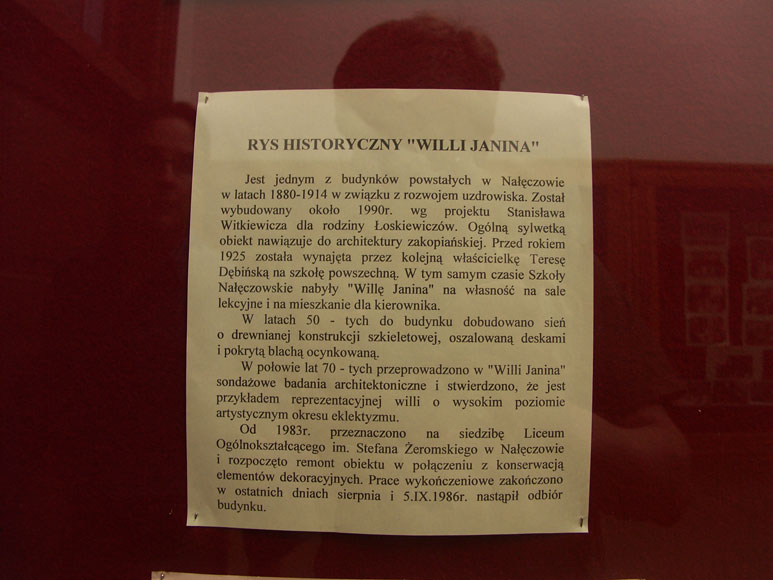 RYS HISTORYCZNY "WILLI JANINA"
Jest jednym z budynków powstałych w Nałęczowie
w latach 1880-1914 w związku z rozwojem uzdrowiska. Został
wybudowany około 1990r. wg projektu Stanisława
Witkiewicza dla rodziny Łoskiewiczów. Ogólną sylwetką
obiekt nawiązuje do architektury zakopiańskiej. Przed rokiem
1925 została wynajęta przez kolejną właścicielkę Teresę
Dębińską na szkołę powszechną. W tym samym czasie Szkoły
Nałęczowskie nabyły "Willę Janina" na własność na sale
lekcyjne i na mieszkanie dla kierownika.
W latach 50 - tych do budynku dobudowano sień
o drewnianej konstrukcji szkieletowej, oszalowaną deskami
i pokrytą blachą ocynkowaną.
W połowie lat 70 - tych przeprowadzono w "Willi Janina"
sondażowe badania architektoniczne i stwierdzono, że jest
przykładem reprezentacyjnej willi o wysokim poziomie
artystycznym okresu eklektyzmu.
Od 1983r. przeznaczono na siedzibę Liceum
Ogólnokształcącego im. Stefana Żeromskiego w Nałęczowie
i rozpoczęto remont obiektu w połączeniu z konserwacją
elementów dekoracyjnych. Prace wykończeniowe zakończono
w ostatnich dniach sierpnia i 5.IX.1986r. nastąpił odbiór
budynku.